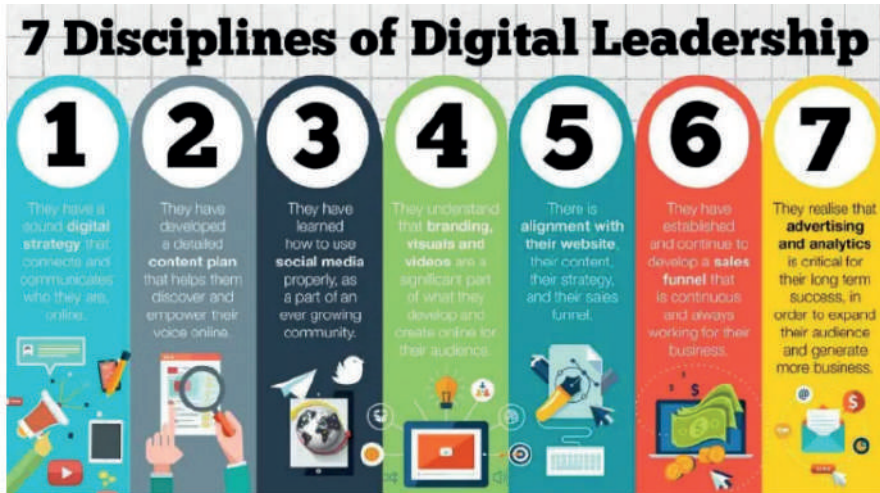 7 Disciplines of Digital Leadership
1
They have a
sound digital
strategy that
connects and
communicates
who they are,
online.
2
They have
developed
a detailed
content plan
that helps them
discover and
empower their
voice online.
3
They have
learned
how to use
social media
properly, as
a part of an
ever growing
community.
4
They understand
that branding,
visuals and
videos are a
significant part
of what they
develop and
create online for
their audience.
5
There is
alignment with
their website,
their content,
their strategy,
and their sales
funnel.
6
They have
established
and continue to
develop a sales
funnel that
is continuous
and always
working for their
business.
7
They realise that
advertising
and analytics
is critical for
their long term
success, in
order to expand
their audience
and generate
more business.